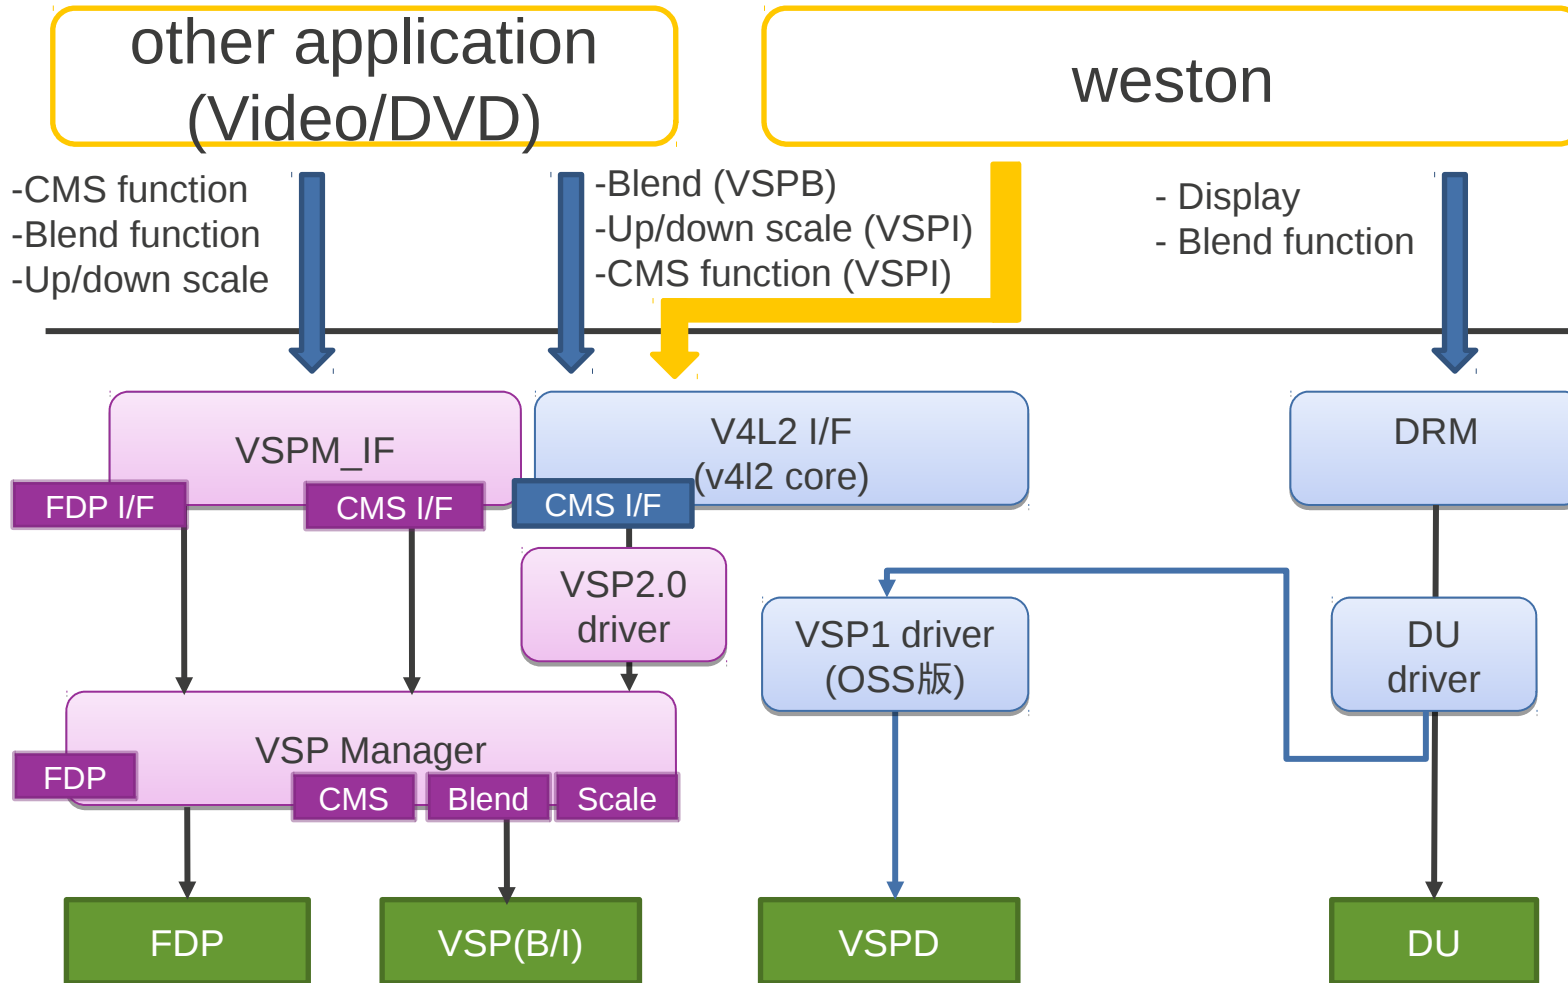 other application
(Video/DVD)
weston
-CMS function
-Blend function
-Up/down scale
-Blend (VSPB)
-Up/down scale (VSPI)
-CMS function (VSPI)
- Display
- Blend function
VSPM_IF
V4L2 I/F
(v4l2 core)
DRM
FDP I/F
CMS I/F
CMS I/F
VSP2.0
driver
VSP1 driver
(OSS版)
DU
driver
VSP Manager
FDP
CMS
Blend
Scale
FDP
VSP(B/I)
VSPD
DU